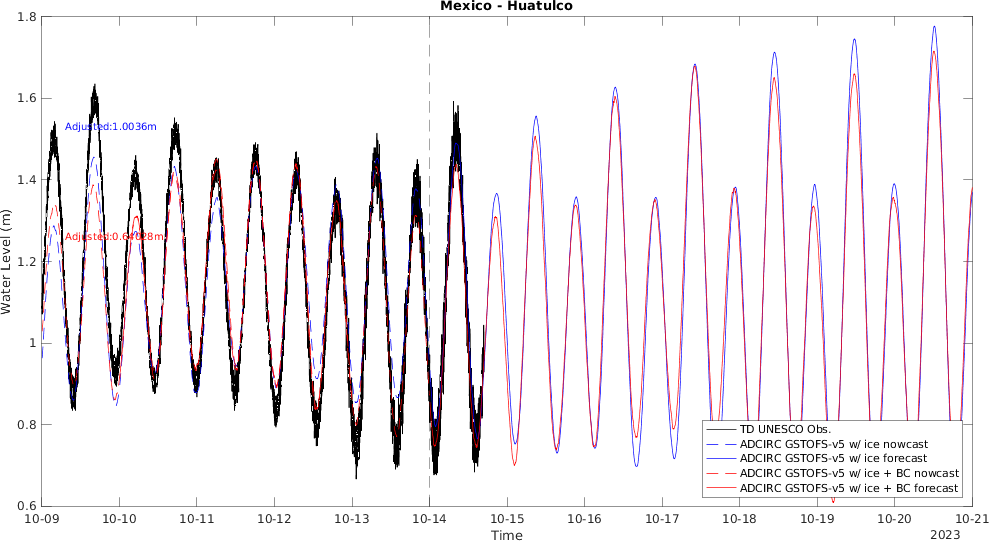 Mexico - Huatulco
1.8
1.6
1.4
1.2
1
0.8
0.6
Water Level (m)
Adjusted:1.0036m
TD UNESCO Obs.
ADCIRC GSTOFS-v5 w/ ice nowcast
ADCIRC GSTOFS-v5 w/ ice forecast
ADCIRC GSTOFS-v5 w/ ice + BC nowcast
ADCIRC GSTOFS-v5 w/ ice + BC forecast
10-09 10-10 10-11 10-12 10-13 10-14 10-15 10-16 10-17 10-18 10-19 10-20 10-21
Time
2023